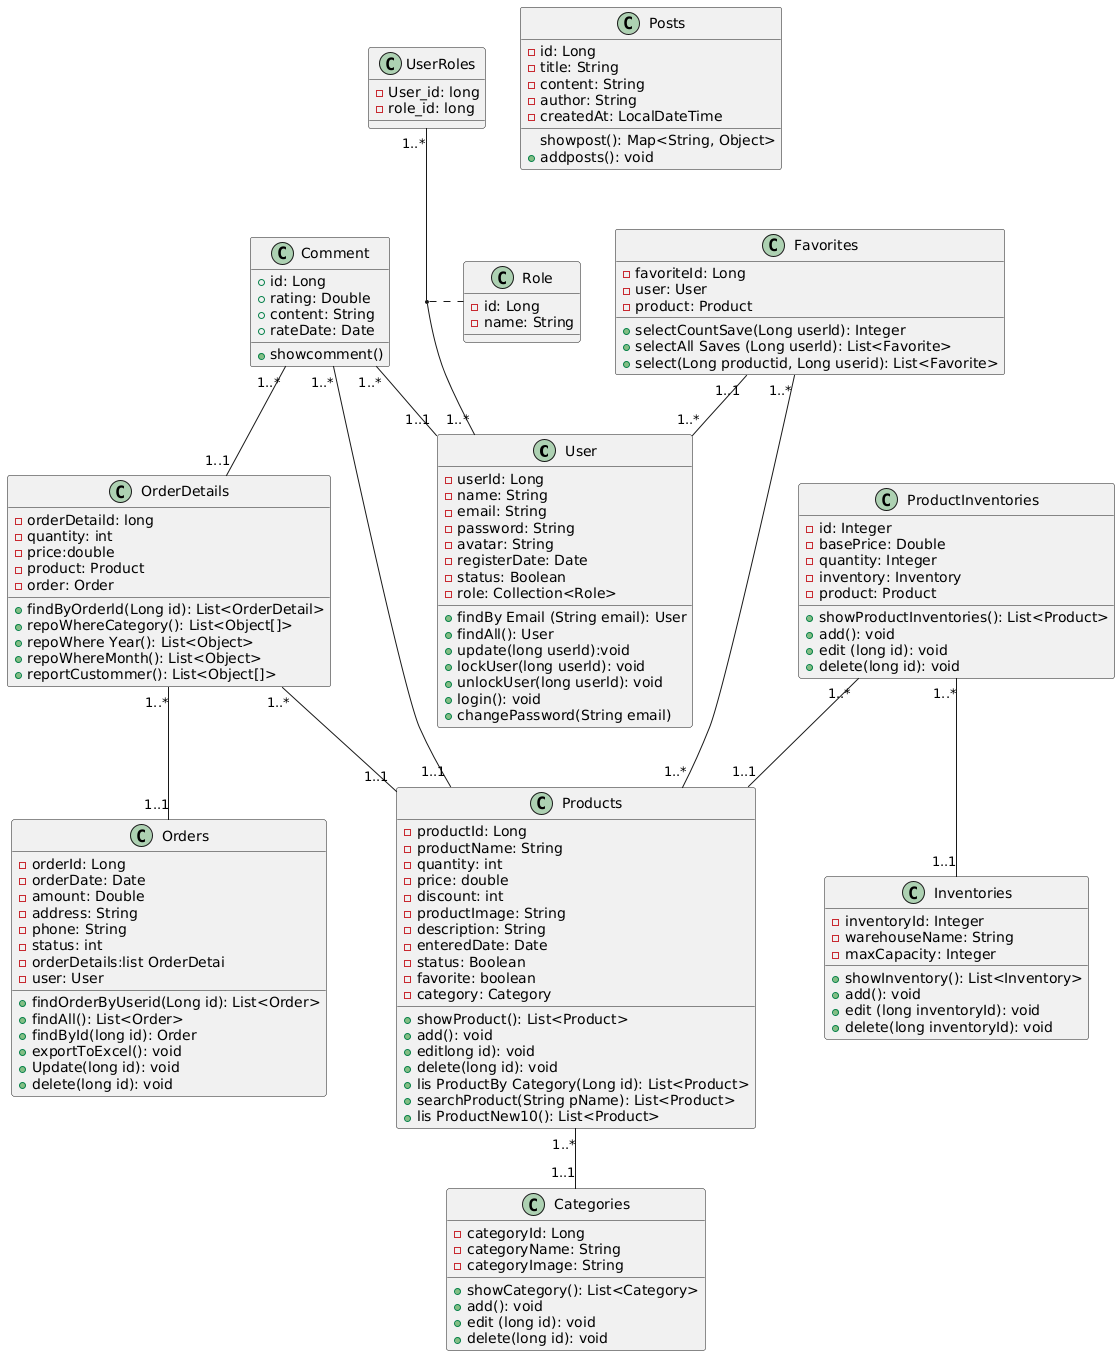 Posts
id: Long
title: String
content: String
author: String
createdAt: LocalDateTime
showpost(): Map<String, Object>
addposts(): void
UserRoles
User_id: long
role_id: long
1..*
Comment
id: Long
rating: Double
content: String
rateDate: Date
showcomment()
Role
id: Long
name: String
Favorites
favoriteId: Long
user: User
product: Product
selectCountSave(Long userId): Integer
selectAll Saves (Long userId): List<Favorite>
select(Long productid, Long userid): List<Favorite>
1..*
1..*
1..*
1..1
1..*
1..1
1..1
1..*
1..*
OrderDetails
orderDetaild: long
quantity: int
price:double
product: Product
order: Order
findByOrderId(Long id): List<OrderDetail>
repoWhereCategory(): List<Object[]>
repoWhere Year(): List<Object>
repoWhereMonth(): List<Object>
reportCustommer(): List<Object[]>
User
userId: Long
name: String
email: String
password: String
avatar: String
registerDate: Date
status: Boolean
role: Collection<Role>
findBy Email (String email): User
findAll(): User
update(long userId):void
lockUser(long userId): void
unlockUser(long userId): void
login(): void
changePassword(String email)
ProductInventories
id: Integer
basePrice: Double
quantity: Integer
inventory: Inventory
product: Product
showProductInventories(): List<Product>
add(): void
edit (long id): void
delete(long id): void
1..*
1..*
1..*
1..*
1..1
1..1
1..1
1..*
1..1
1..1
Orders
orderId: Long
orderDate: Date
amount: Double
address: String
phone: String
status: int
orderDetails:list OrderDetai
user: User
findOrderByUserid(Long id): List<Order>
findAll(): List<Order>
findById(long id): Order
exportToExcel(): void
Update(long id): void
delete(long id): void
Products
productId: Long
productName: String
quantity: int
price: double
discount: int
productImage: String
description: String
enteredDate: Date
status: Boolean
favorite: boolean
category: Category
showProduct(): List<Product>
add(): void
editlong id): void
delete(long id): void
lis ProductBy Category(Long id): List<Product>
searchProduct(String pName): List<Product>
lis ProductNew10(): List<Product>
Inventories
inventoryId: Integer
warehouseName: String
maxCapacity: Integer
showInventory(): List<Inventory>
add(): void
edit (long inventoryId): void
delete(long inventoryId): void
1..*
1..1
Categories
categoryId: Long
categoryName: String
categoryImage: String
showCategory(): List<Category>
add(): void
edit (long id): void
delete(long id): void